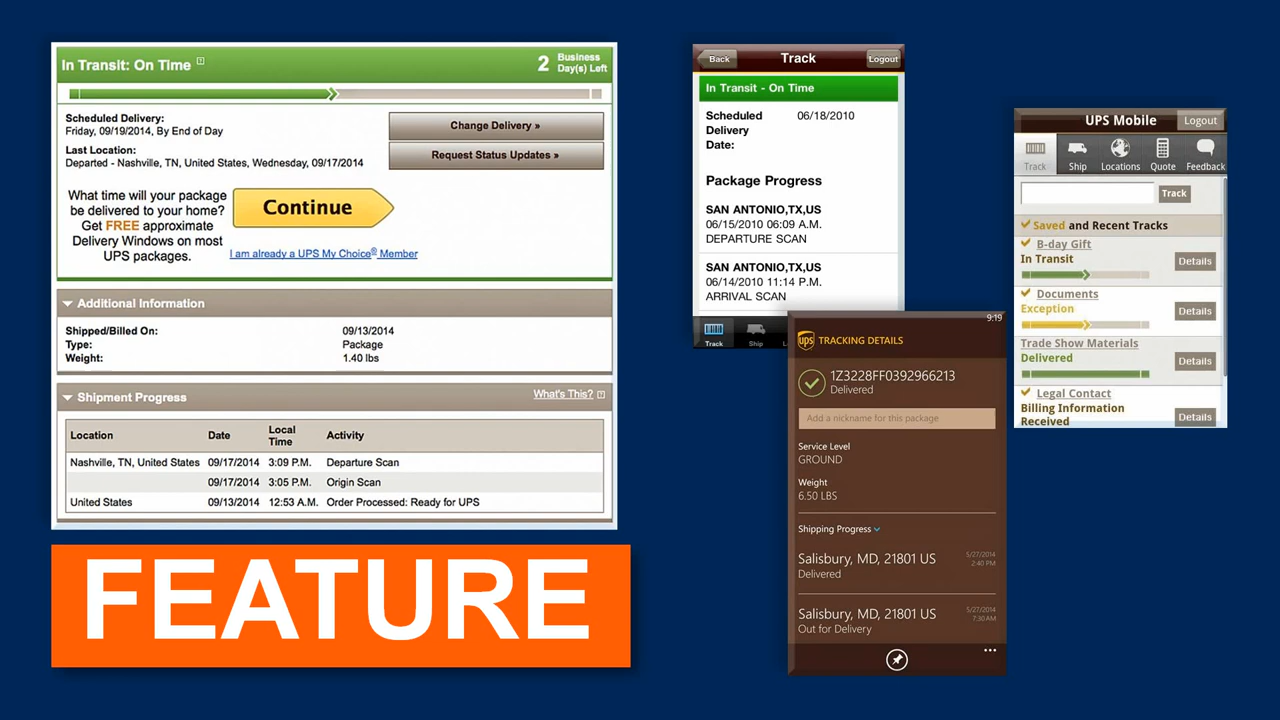 In Transit: On Time ?
2 Business
Day(s) Left
Scheduled Delivery:
Friday, 09/19/2014, By End of Day
Last Location:
Departed - Nashville, TN, United States, Wednesday, 09/17/2014
Change Delivery »
Request Status Updates »
What time will your package
be delivered to your home?
Get FREE approximate
Delivery Windows on most
UPS packages.
Continue
I am already a UPS My Choice® Member
Additional Information
Shipped/Billed On: 09/13/2014
Type: Package
Weight: 1.40 lbs
Shipment Progress
What's This? ?
Location Date Local Time Activity
Nashville, TN, United States 09/17/2014 3:09 P.M. Departure Scan
09/17/2014 3:05 P.M. Origin Scan
United States 09/13/2014 12:53 A.M. Order Processed: Ready for UPS
FEATURE
Back Track Logout
In Transit - On Time
Scheduled 06/18/2010
Delivery
Date:
Package Progress
SAN ANTONIO,TX,US
06/15/2010 06:09 A.M.
DEPARTURE SCAN
SAN ANTONIO,TX,US
06/14/2010 11:14 P.M.
ARRIVAL SCAN
Track Ship
9:19
ups TRACKING DETAILS
1Z3228FF0392966213
Delivered
Add a nickname for this package
Service Level
GROUND
Weight
6.50 LBS
Shipping Progress
Salisbury, MD, 21801 US 5/27/2014
Delivered 2:40 PM
Salisbury, MD, 21801 US 5/27/2014
Out for Delivery 7:30 AM
UPS Mobile Logout
Track Ship Locations Quote Feedback
Track
Saved and Recent Tracks
B-day Gift
In Transit Details
Documents
Exception Details
Trade Show Materials
Delivered Details
Legal Contact
Billing Information
Received Details